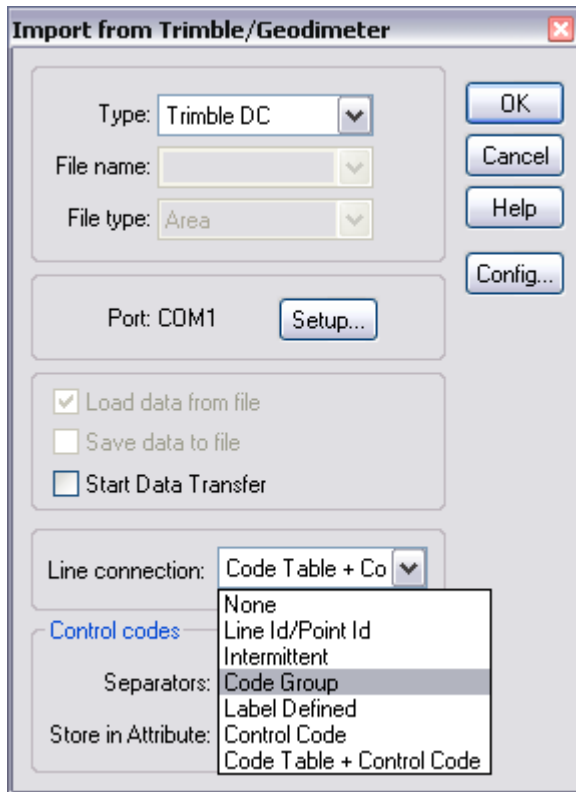 Import from Trimble/Geodimeter
Type: Trimble DC
File name:
File type: Area
OK
Cancel
Help
Config...
Port: COM1 Setup...
Load data from file
Save data to file
Start Data Transfer
Line connection: Code Table + Co
None
Line Id/Point Id
Intermittent
Code Group
Label Defined
Control Code
Code Table + Control Code
Control codes
Separators:
Store in Attribute: